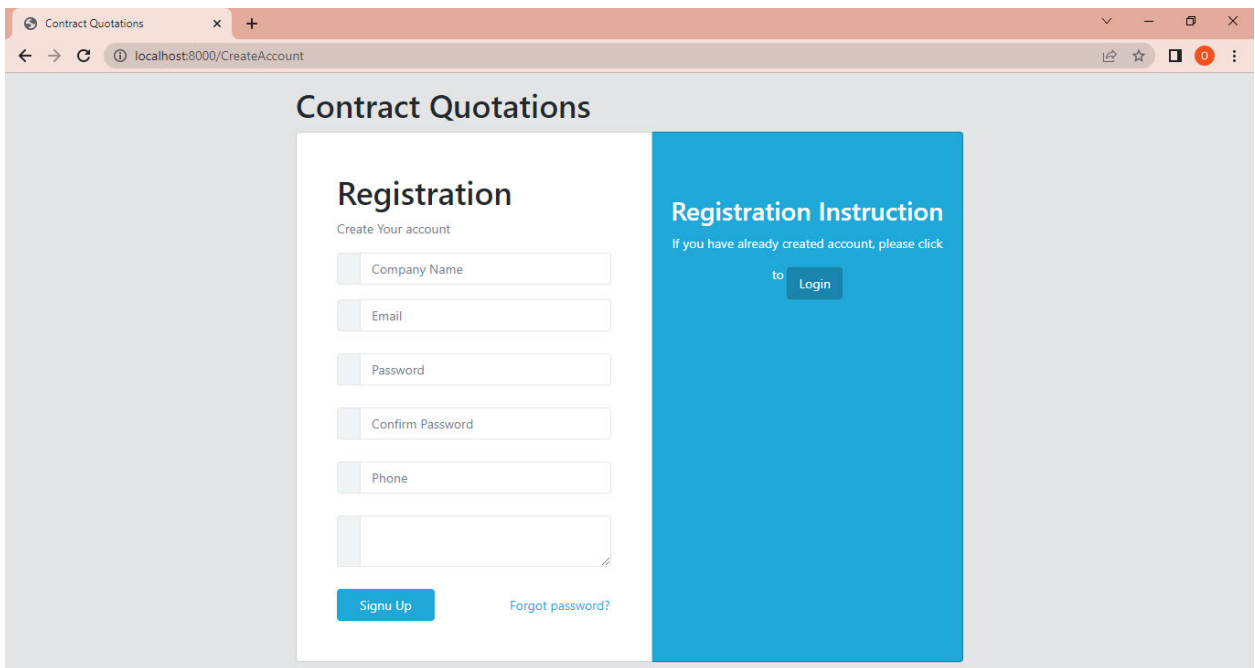 Contract Quotations
localhost:8000/CreateAccount
O
Contract Quotations
Registration
Create Your account
Company Name
Email
Password
Confirm Password
Phone
Signu Up
Forgot password?
Registration Instruction
If you have already created account, please click
to Login